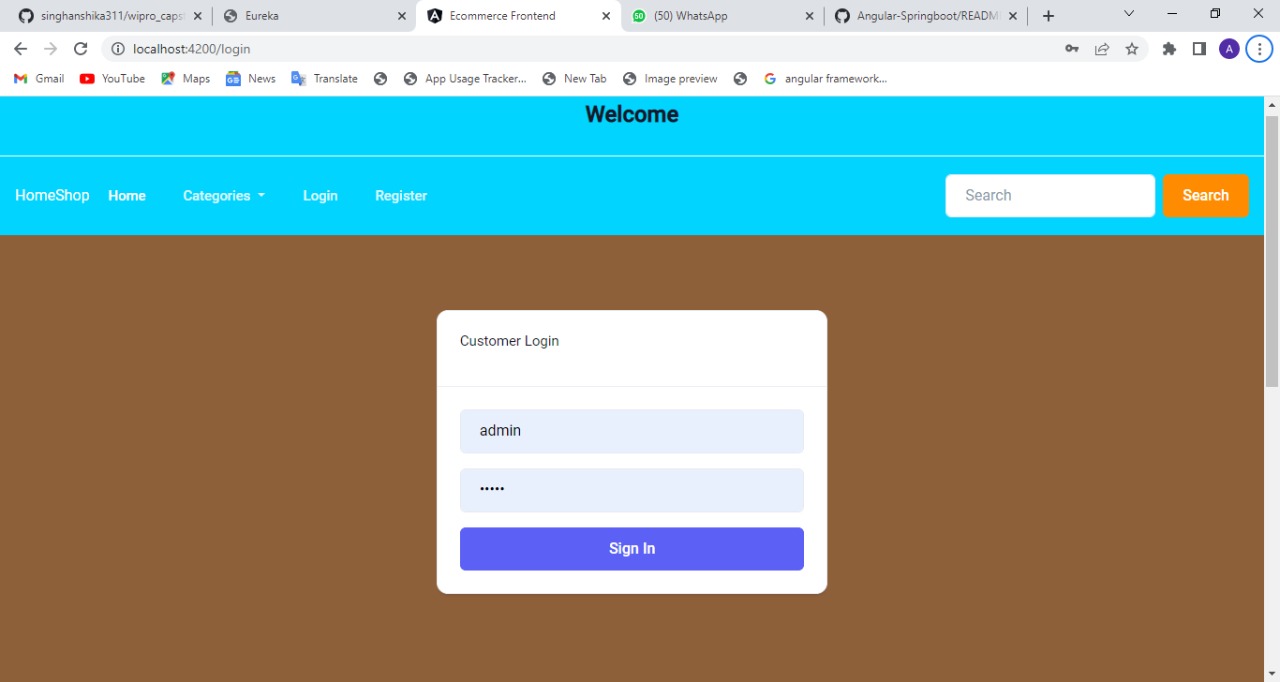 singhanshika311/wipro_caps
Eureka
Ecommerce Frontend
(50) WhatsApp
Angular-Springboot/READM
localhost:4200/login
A
Gmail
YouTube
Maps
News
Translate
App Usage Tracker...
New Tab
Image preview
angular framework...
Welcome
HomeShop
Home
Categories
Login
Register
Search
Search
Customer Login
admin
•••••
Sign In